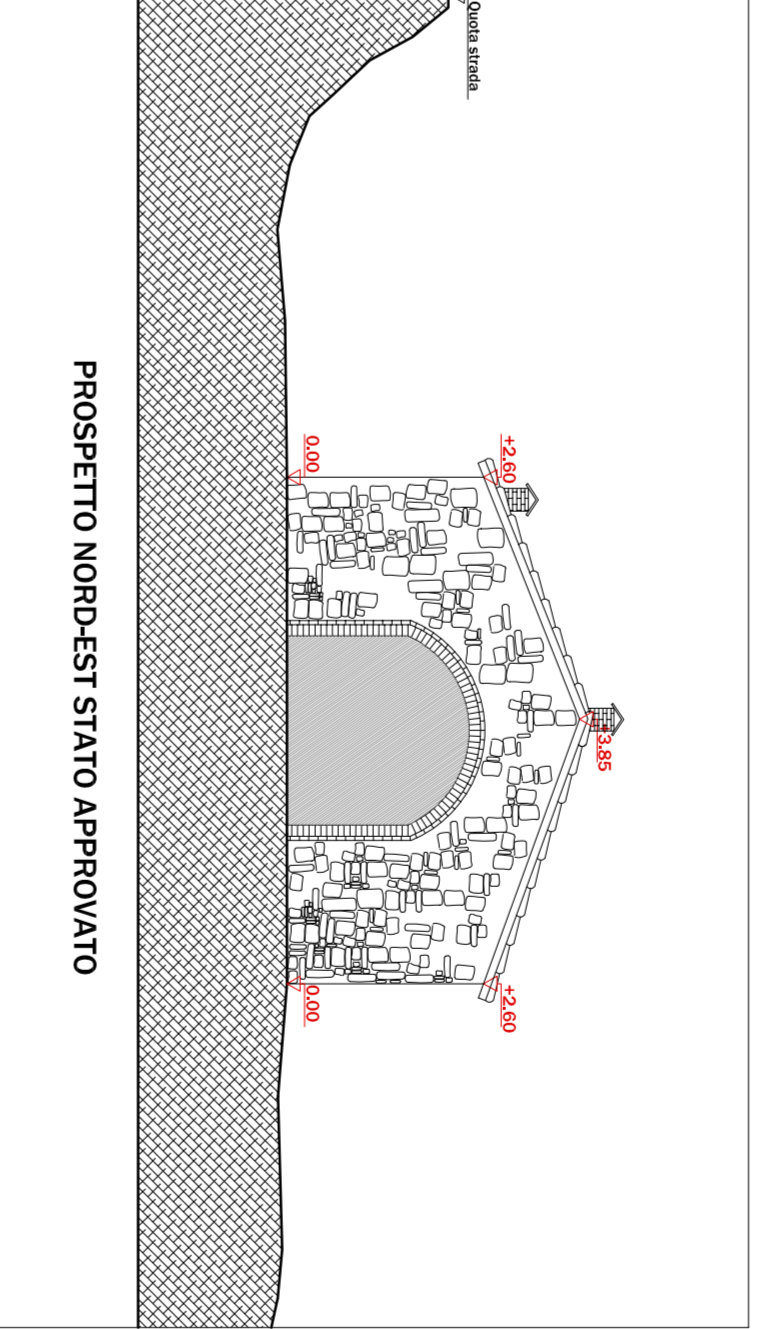 Quota strada
+3.85
+2.60
+2.60
0.00
0.00
PROSPETTO NORD-EST STATO APPROVATO